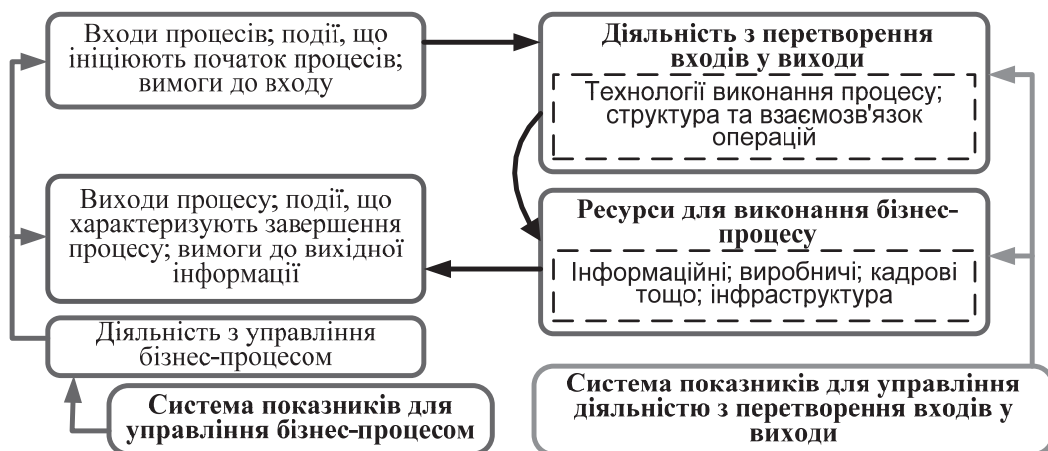 Входи процесів; події, що
ініціюють початок процесів;
вимоги до входу
Діяльність з перетворення
входів у виходи
Технології виконання процесу;
структура та взаємозв'язок
операцій
Виходи процесу; події, що
характеризують завершення
процесу; вимоги до вихідної
інформації
Ресурси для виконання бізнес-
процесу
Інформаційні; виробничі; кадрові
тощо; інфраструктура
Діяльність з управління
бізнес-процесом
Система показників для
управління бізнес-процесом
Система показників для управління
діяльністю з перетворення входів у
виходи